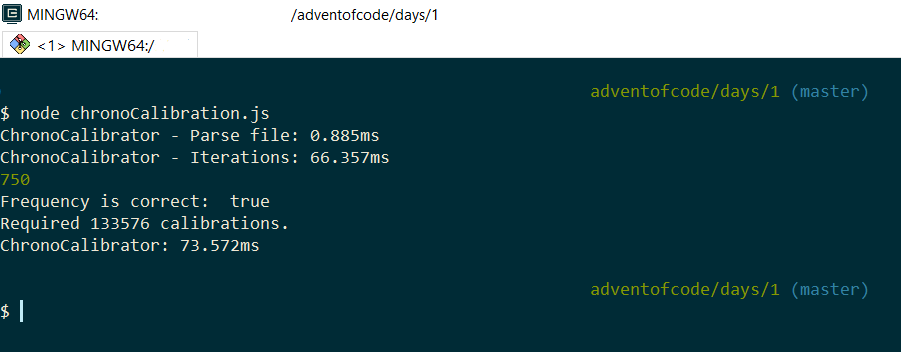 MINGW64: /adventofcode/days/1
<1> MINGW64:/
adventofcode/days/1 (master)
$ node chronoCalibration.js
ChronoCalibrator - Parse file: 0.885ms
ChronoCalibrator - Iterations: 66.357ms
750
Frequency is correct:  true
Required 133576 calibrations.
ChronoCalibrator: 73.572ms
adventofcode/days/1 (master)
$